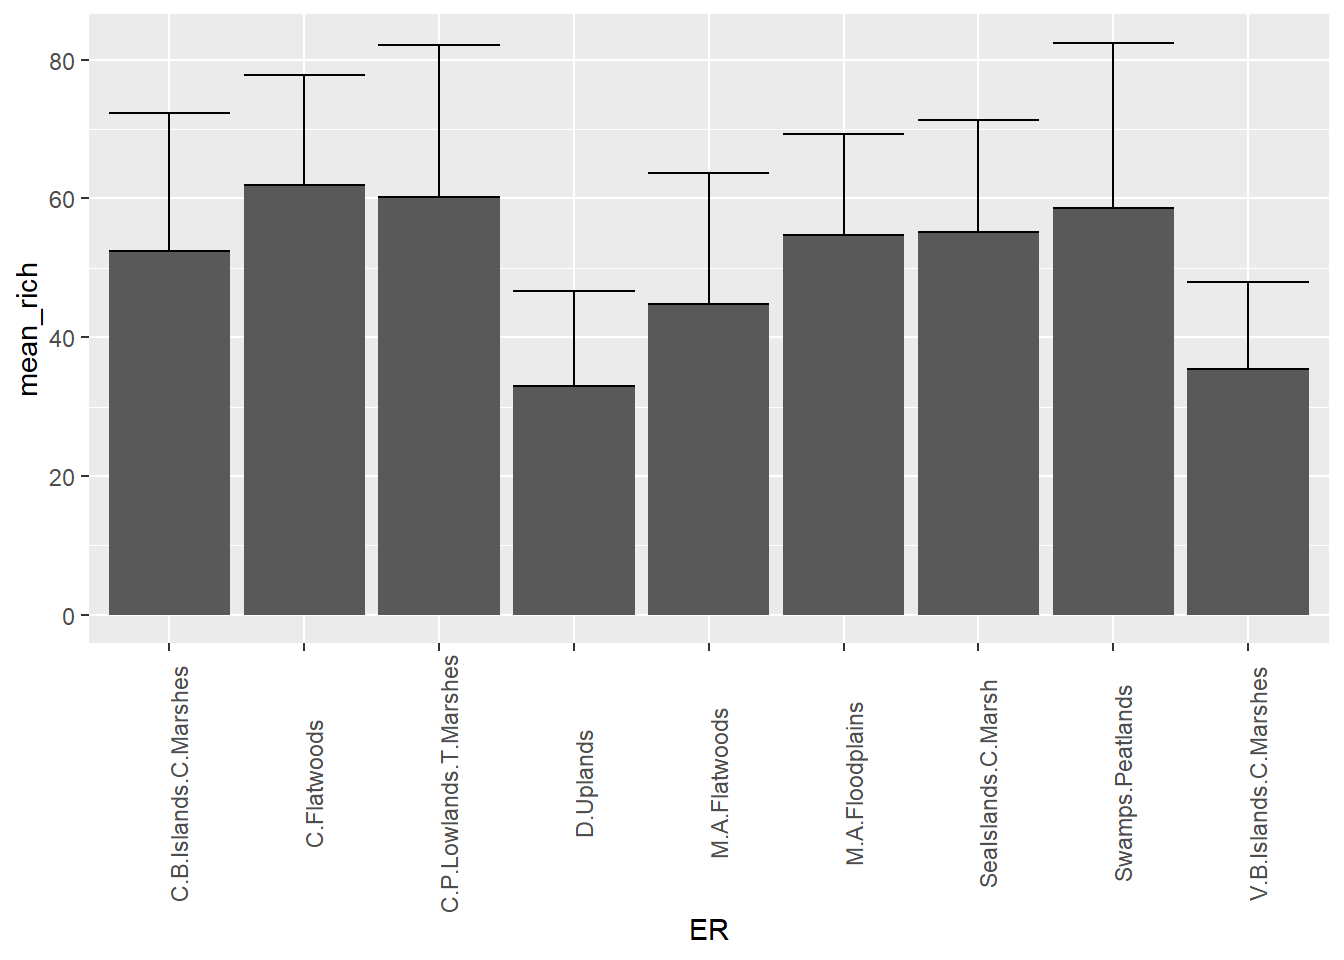 mean_rich
80
60
40
20
0
C.B.Islands.C.Marshes
C.Flatwoods
C.P.Lowlands.T.Marshes
D.Uplands
M.A.Flatwoods
M.A.Floodplains
SeaIslands.C.Marsh
Swamps.Peatlands
V.B.Islands.C.Marshes
ER